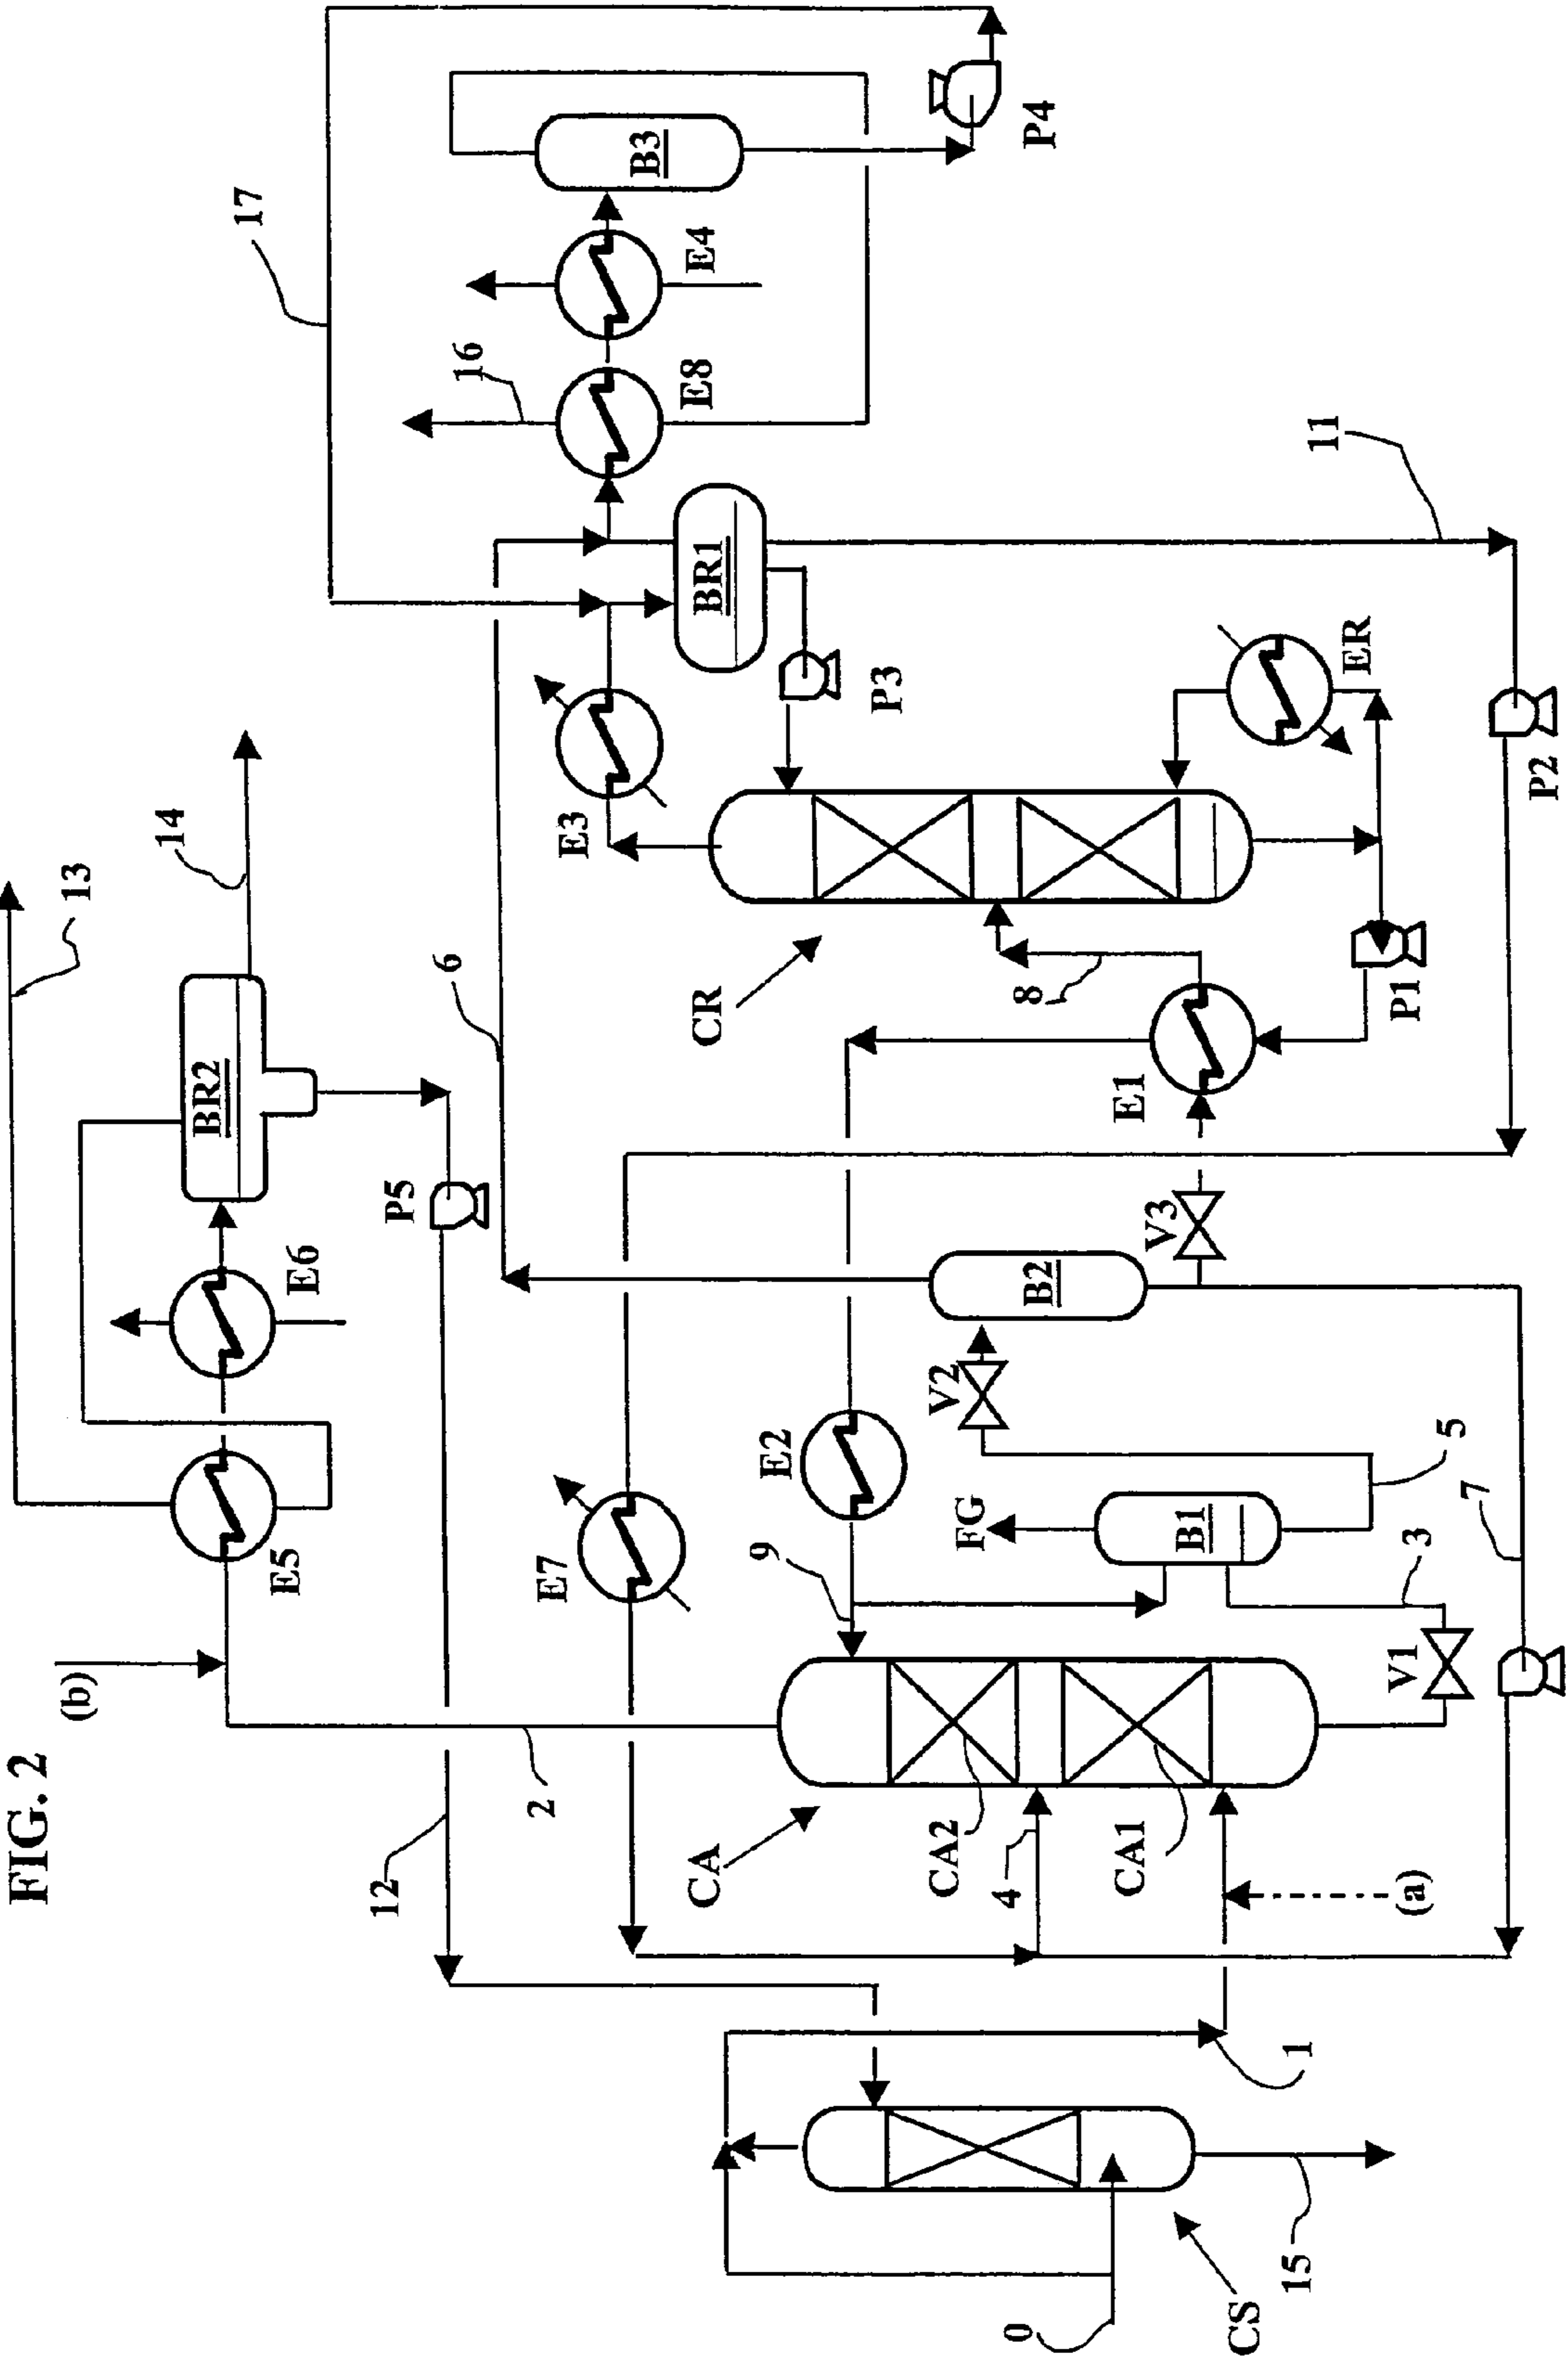 FIG. 2
(b)
13
14
BR2
E5
E6
P5
12
2
6
17
16
E7
E2
9
E3
BR1
E8
E4
B3
P4
P3
CA
CA2
CA1
4
(a)
FG
B1
V2
B2
V3
5
3
V1
7
E1
8
CR
P1
ER
P2
11
0
CS
15
1